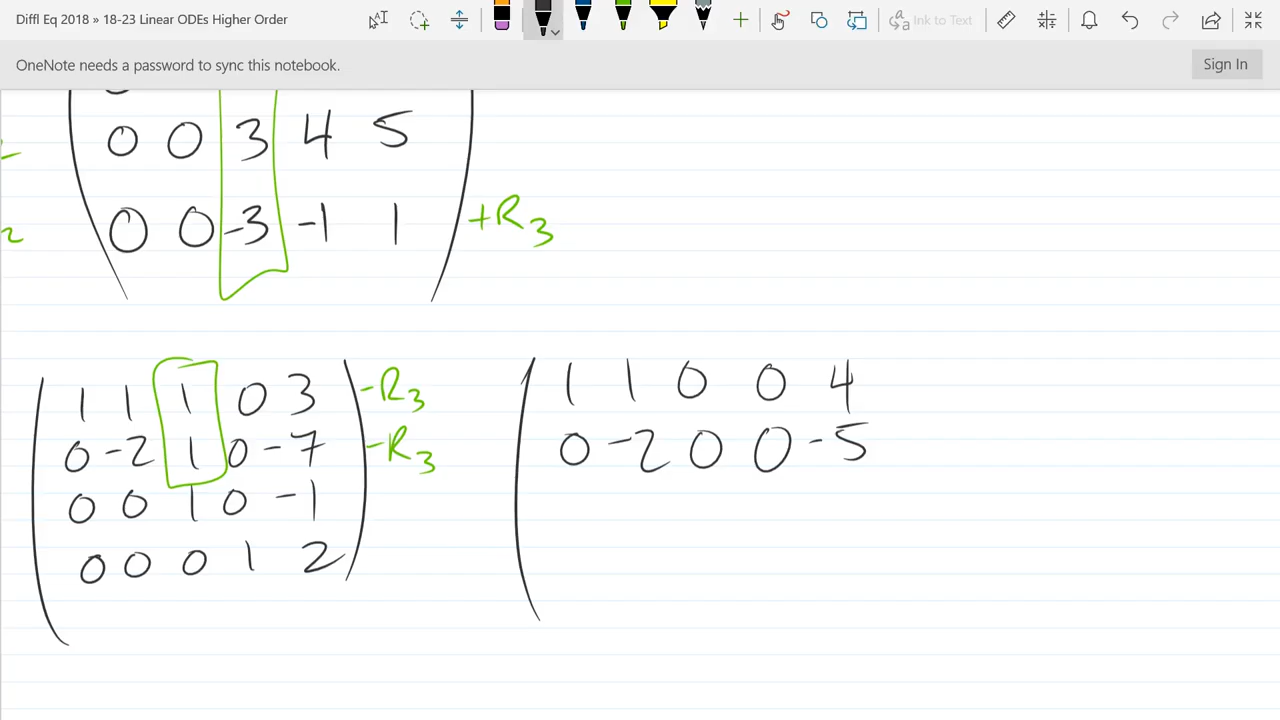 Diffl Eq 2018 » 18-23 Linear ODEs Higher Order
Ink to Text
OneNote needs a password to sync this notebook.
Sign In
0 0 3 4 5
2 0 0 -3 -1 1 +R3
1 1 1 0 3 -R3
0 -2 1 0 -7 -R3
0 0 1 0 -1
0 0 0 1 2
1 1 0 0 4
0 -2 0 0 -5